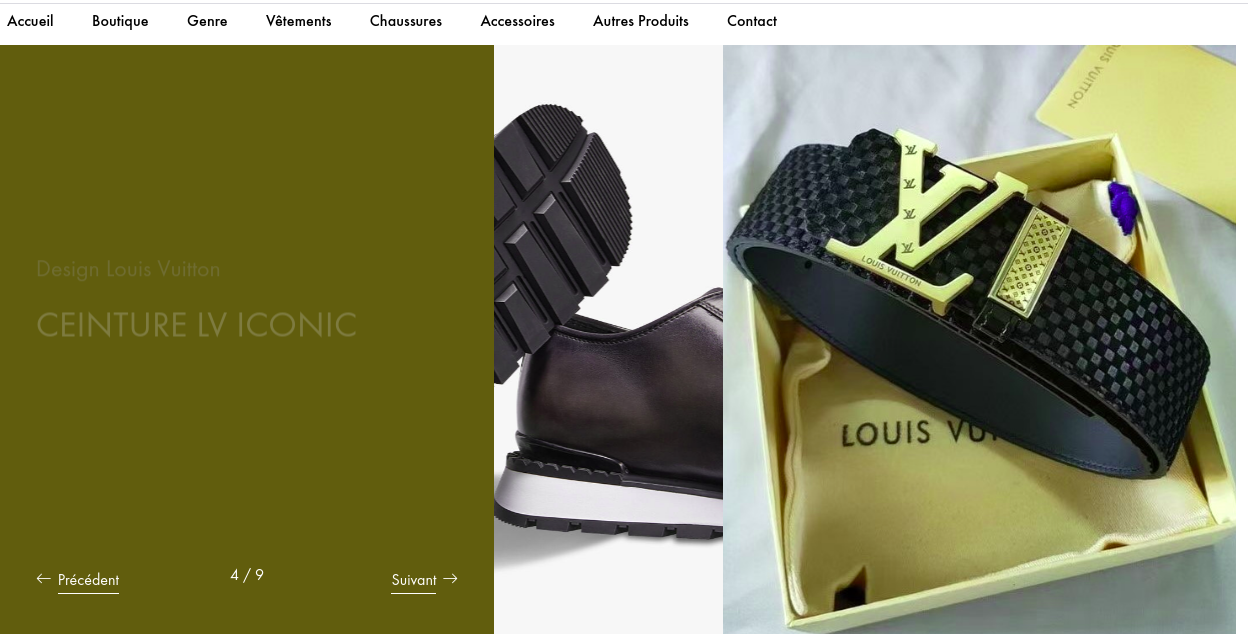 Accueil Boutique Genre Vêtements Chaussures Accessoires Autres Produits Contact
Design Louis Vuitton
CEINTURE LV ICONIC
Précédent
4 / 9
Suivant
LOUIS VUITTON
LV
LOUIS VUITTON
LOUIS